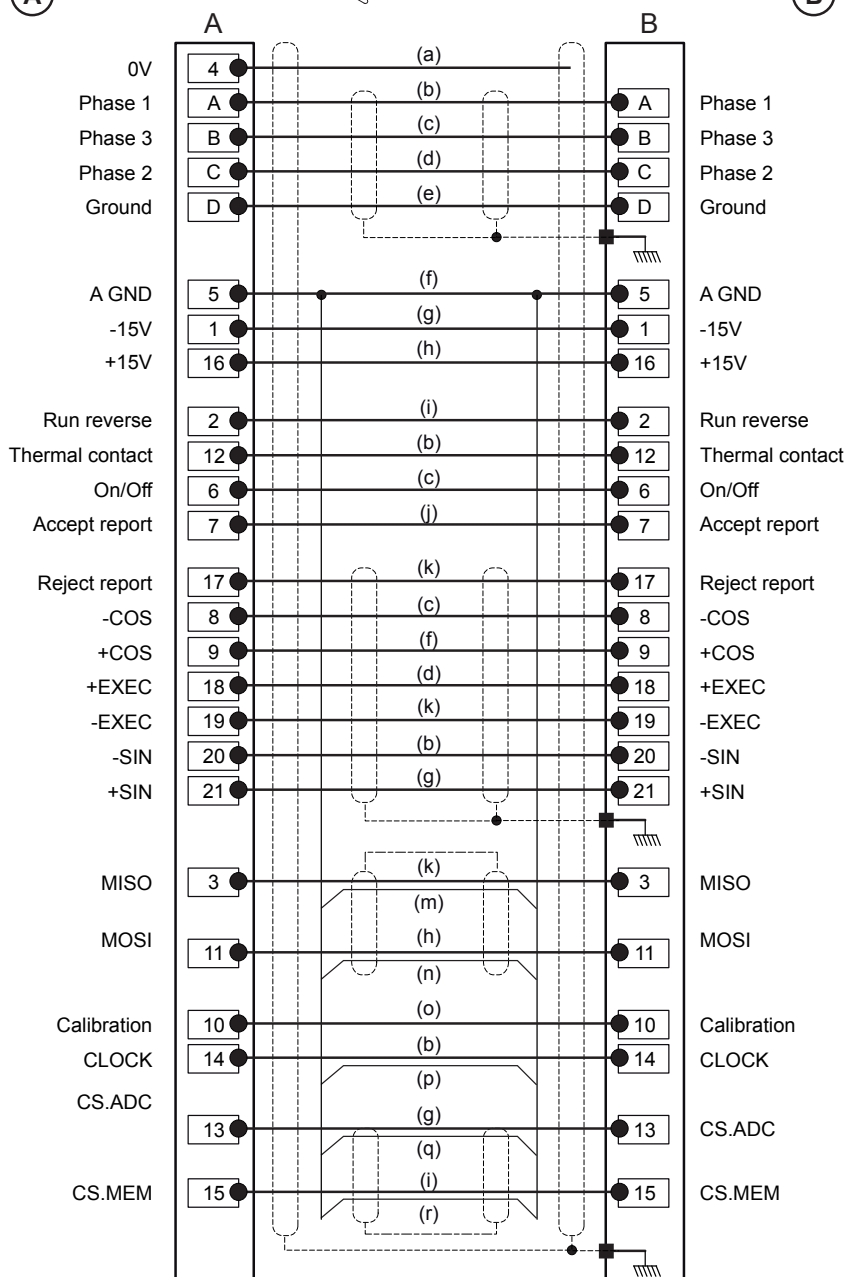 A B
A B
0V 4 (a)
Phase 1 A (b) A Phase 1
Phase 3 B (c) B Phase 3
Phase 2 C (d) C Phase 2
Ground D (e) D Ground
A GND 5 (f) 5 A GND
-15V 1 (g) 1 -15V
+15V 16 (h) 16 +15V
Run reverse 2 (i) 2 Run reverse
Thermal contact 12 (b) 12 Thermal contact
On/Off 6 (c) 6 On/Off
Accept report 7 (j) 7 Accept report
Reject report 17 (k) 17 Reject report
-COS 8 (c) 8 -COS
+COS 9 (f) 9 +COS
+EXEC 18 (d) 18 +EXEC
-EXEC 19 (k) 19 -EXEC
-SIN 20 (b) 20 -SIN
+SIN 21 (g) 21 +SIN
MISO 3 (k) 3 MISO
(m)
MOSI 11 (h) 11 MOSI
(n)
Calibration 10 (o) 10 Calibration
CLOCK 14 (b) 14 CLOCK
(p)
CS.ADC 13 (g) 13 CS.ADC
(q)
CS.MEM 15 (i) 15 CS.MEM
(r)